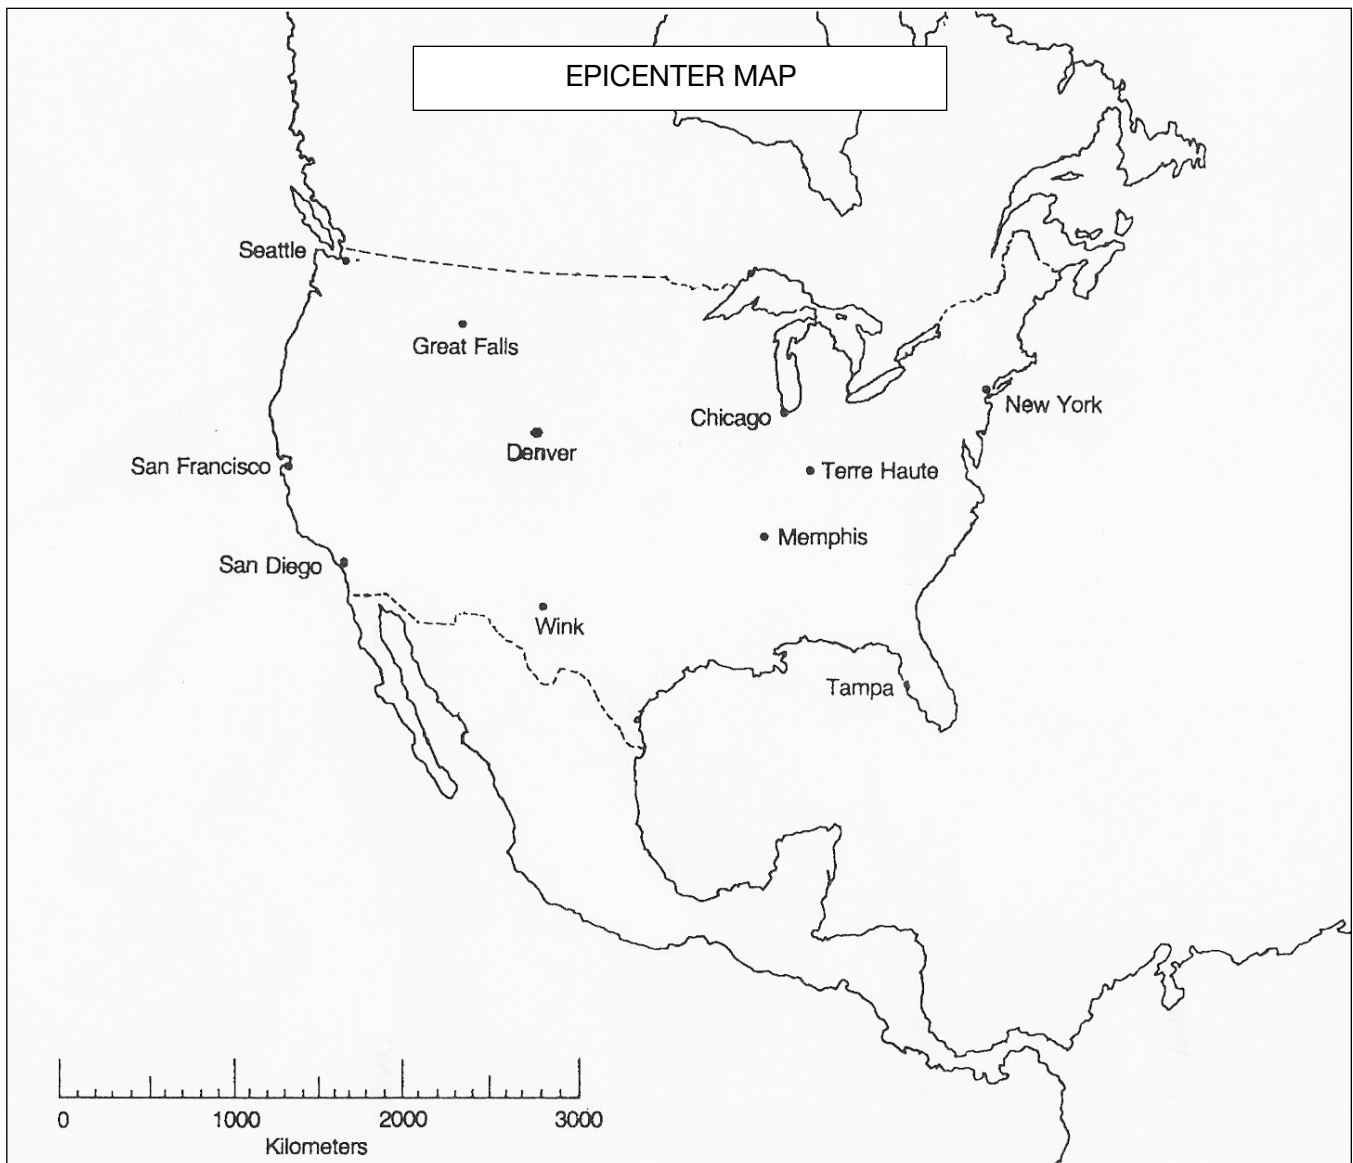 EPICENTER MAP
Seattle
Great Falls
New York
Chicago
Denver
San Francisco
Terre Haute
Memphis
San Diego
Wink
Tampa
0 1000 2000 3000
Kilometers